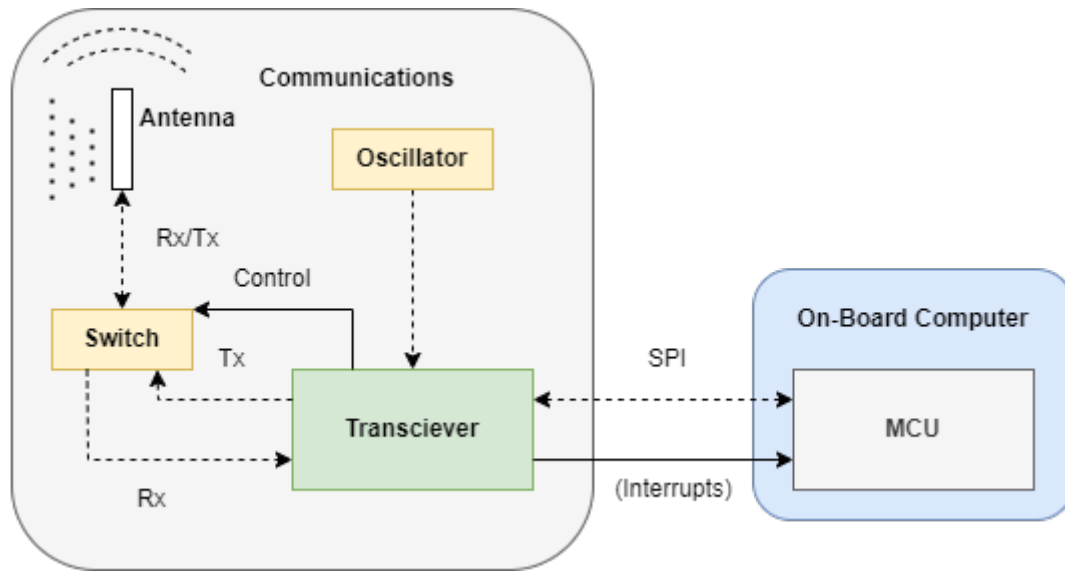 Communications
Antenna
Oscillator
Rx/Tx
Control
Switch
Tx
Transciever
Rx
SPI
(Interrupts)
On-Board Computer
MCU